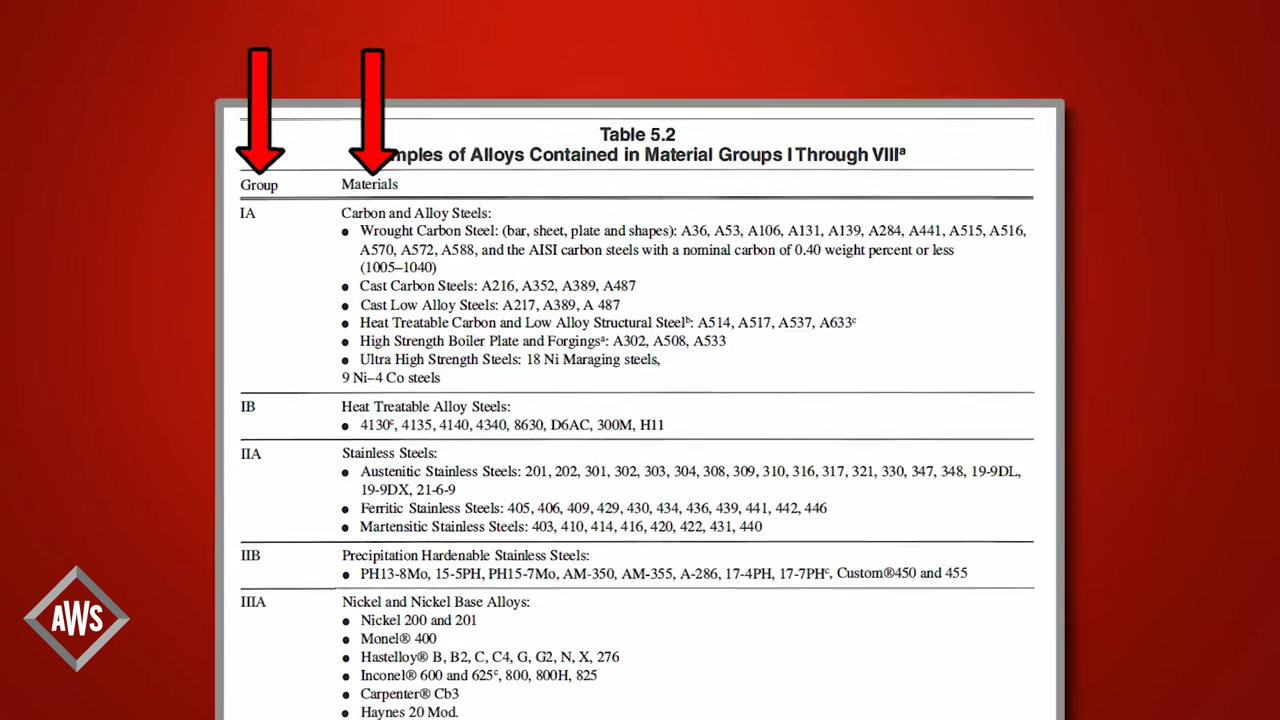 Table 5.2
mples of Alloys Contained in Material Groups I Through VIIIᵃ
Group Materials
IA Carbon and Alloy Steels:
● Wrought Carbon Steel: (bar, sheet, plate and shapes): A36, A53, A106, A131, A139, A284, A441, A515, A516,
A570, A572, A588, and the AISI carbon steels with a nominal carbon of 0.40 weight percent or less
(1005–1040)
● Cast Carbon Steels: A216, A352, A389, A487
● Cast Low Alloy Steels: A217, A389, A 487
● Heat Treatable Carbon and Low Alloy Structural Steelᵇ: A514, A517, A537, A633ᶜ
● High Strength Boiler Plate and Forgingsᵃ: A302, A508, A533
● Ultra High Strength Steels: 18 Ni Maraging steels,
9 Ni–4 Co steels
IB Heat Treatable Alloy Steels:
● 4130ᶜ, 4135, 4140, 4340, 8630, D6AC, 300M, H11
IIA Stainless Steels:
● Austenitic Stainless Steels: 201, 202, 301, 302, 303, 304, 308, 309, 310, 316, 317, 321, 330, 347, 348, 19-9DL,
19-9DX, 21-6-9
● Ferritic Stainless Steels: 405, 406, 409, 429, 430, 434, 436, 439, 441, 442, 446
● Martensitic Stainless Steels: 403, 410, 414, 416, 420, 422, 431, 440
IIB Precipitation Hardenable Stainless Steels:
● PH13-8Mo, 15-5PH, PH15-7Mo, AM-350, AM-355, A-286, 17-4PH, 17-7PHᶜ, Custom®450 and 455
IIIA Nickel and Nickel Base Alloys:
● Nickel 200 and 201
● Monel® 400
● Hastelloy® B, B2, C, C4, G, G2, N, X, 276
● Inconel® 600 and 625ᶜ, 800, 800H, 825
● Carpenter® Cb3
● Haynes 20 Mod.
AWS